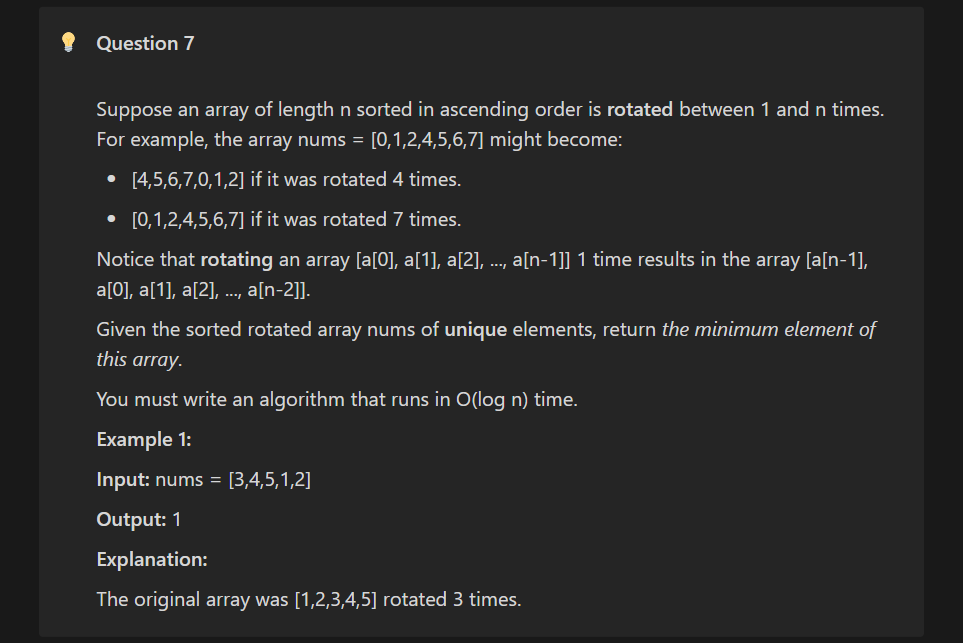 Question 7
Suppose an array of length n sorted in ascending order is rotated between 1 and n times.
For example, the array nums = [0,1,2,4,5,6,7] might become:
• [4,5,6,7,0,1,2] if it was rotated 4 times.
• [0,1,2,4,5,6,7] if it was rotated 7 times.
Notice that rotating an array [a[0], a[1], a[2], ..., a[n-1]] 1 time results in the array [a[n-1],
a[0], a[1], a[2], ..., a[n-2]].
Given the sorted rotated array nums of unique elements, return the minimum element of
this array.
You must write an algorithm that runs in O(log n) time.
Example 1:
Input: nums = [3,4,5,1,2]
Output: 1
Explanation:
The original array was [1,2,3,4,5] rotated 3 times.